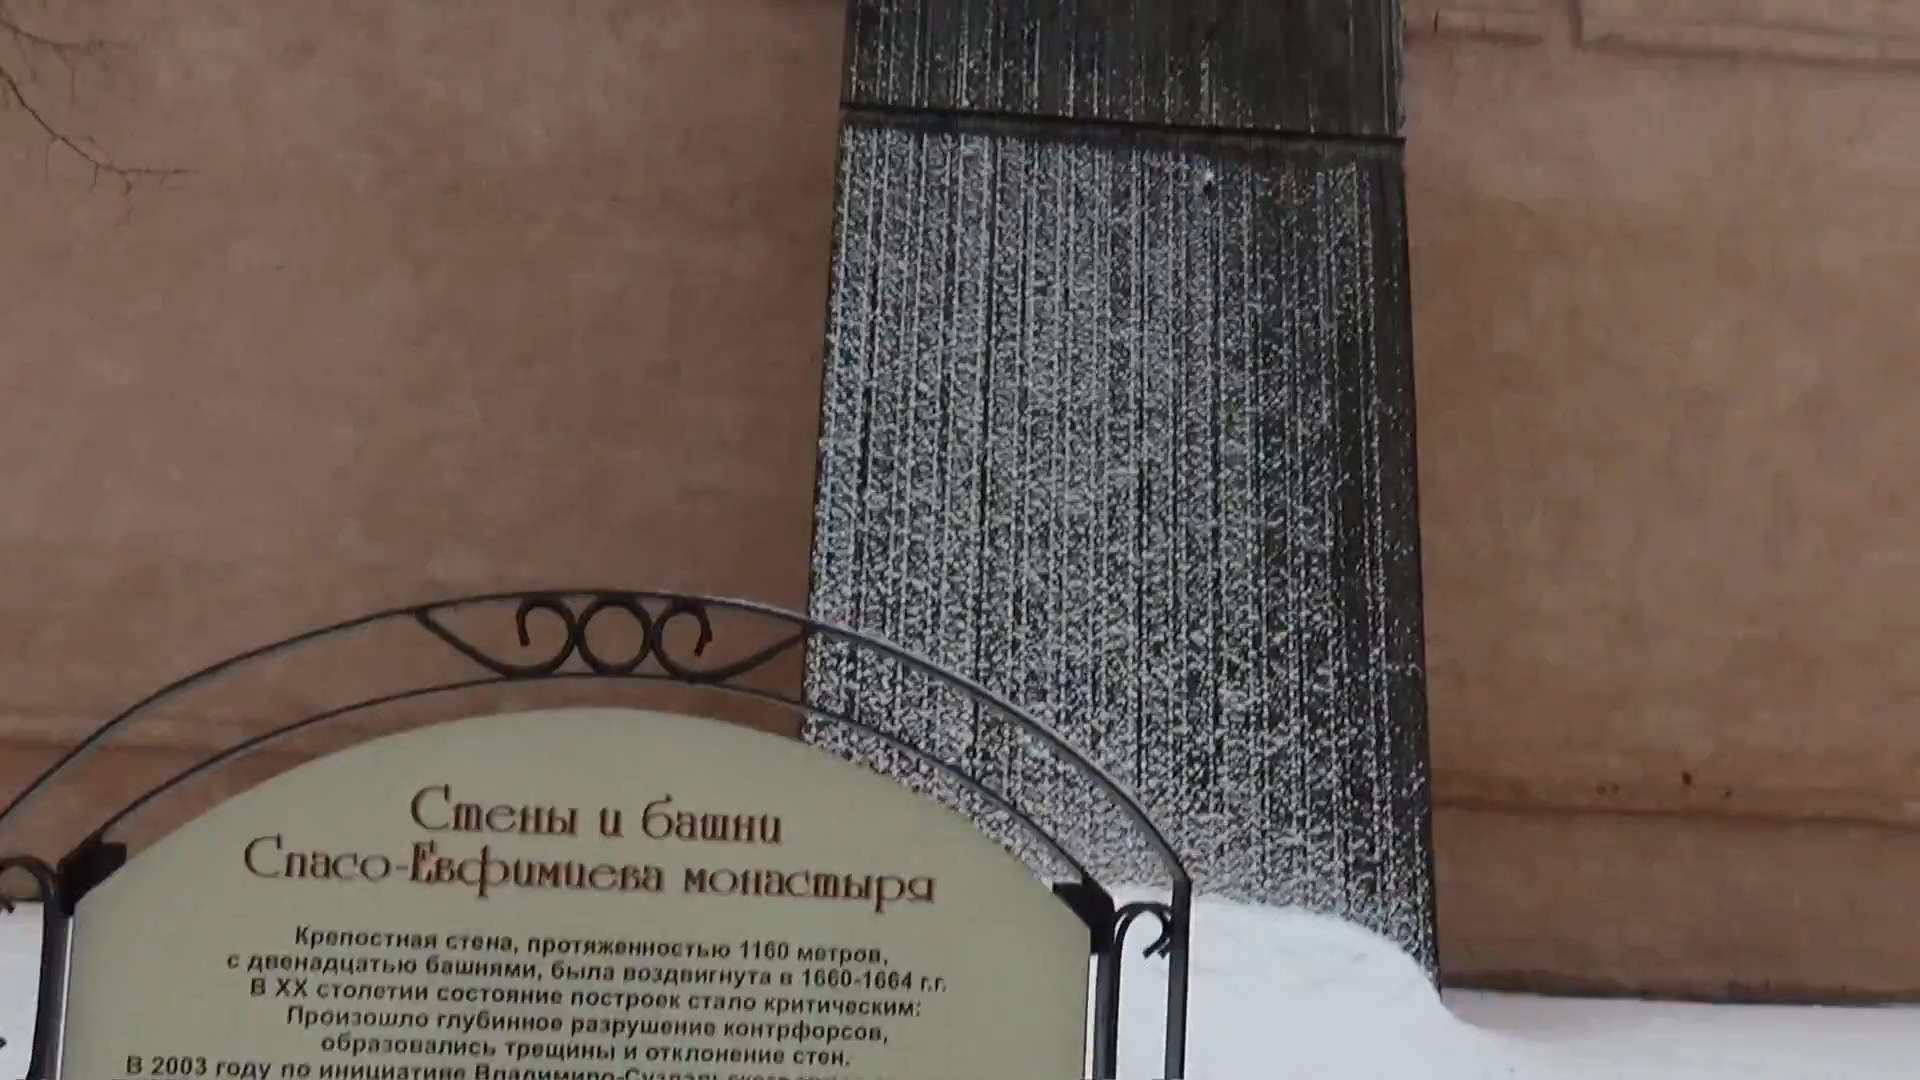 Стены и башни
Спасо-Евфимиева монастыря
Крепостная стена, протяженностью 1160 метров,
с двенадцатью башнями, была воздвигнута в 1660-1664 г.г.
В XX столетии состояние построек стало критическим:
Произошло глубинное разрушение контрфорсов,
образовались трещины и отклонение стен.
В 2003 году по инициативе